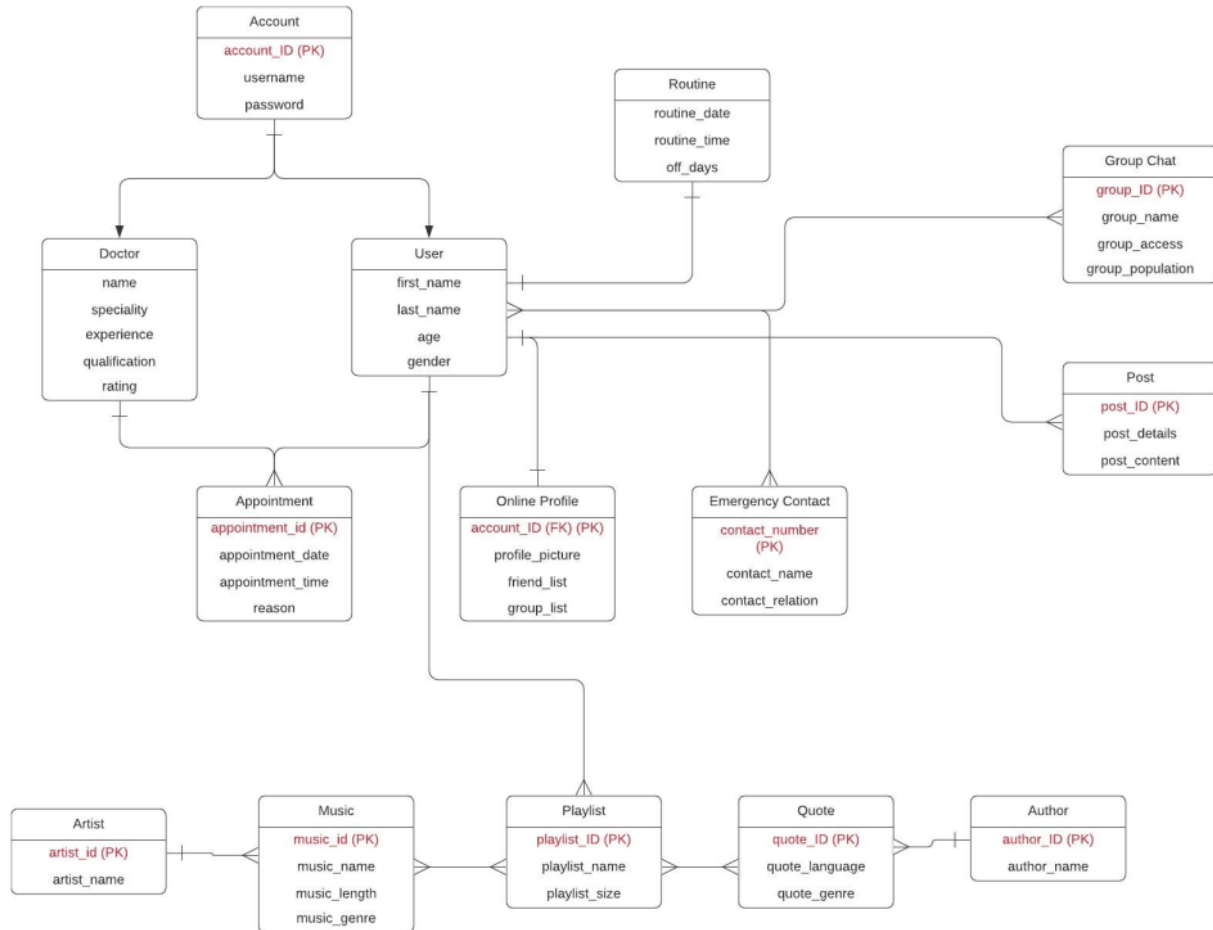 Account
account_ID (PK)
username
password
Routine
routine_date
routine_time
off_days
Group Chat
group_ID (PK)
group_name
group_access
group_population
Doctor
name
speciality
experience
qualification
rating
User
first_name
last_name
age
gender
Post
post_ID (PK)
post_details
post_content
Appointment
appointment_id (PK)
appointment_date
appointment_time
reason
Online Profile
account_ID (FK) (PK)
profile_picture
friend_list
group_list
Emergency Contact
contact_number
(PK)
contact_name
contact_relation
Artist
artist_id (PK)
artist_name
Music
music_id (PK)
music_name
music_length
music_genre
Playlist
playlist_ID (PK)
playlist_name
playlist_size
Quote
quote_ID (PK)
quote_language
quote_genre
Author
author_ID (PK)
author_name